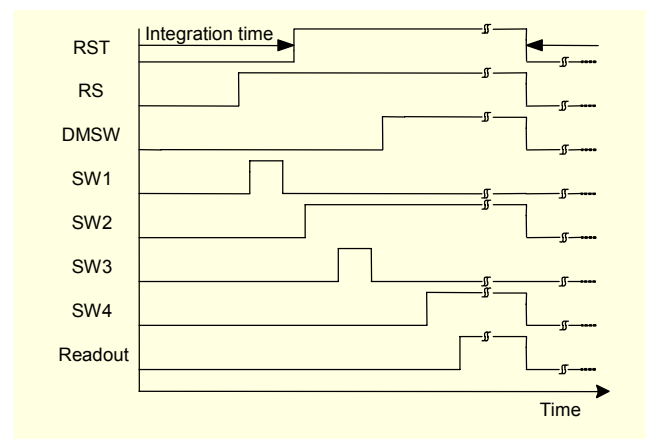 Integration time
RST
RS
DMSW
SW1
SW2
SW3
SW4
Readout
Time